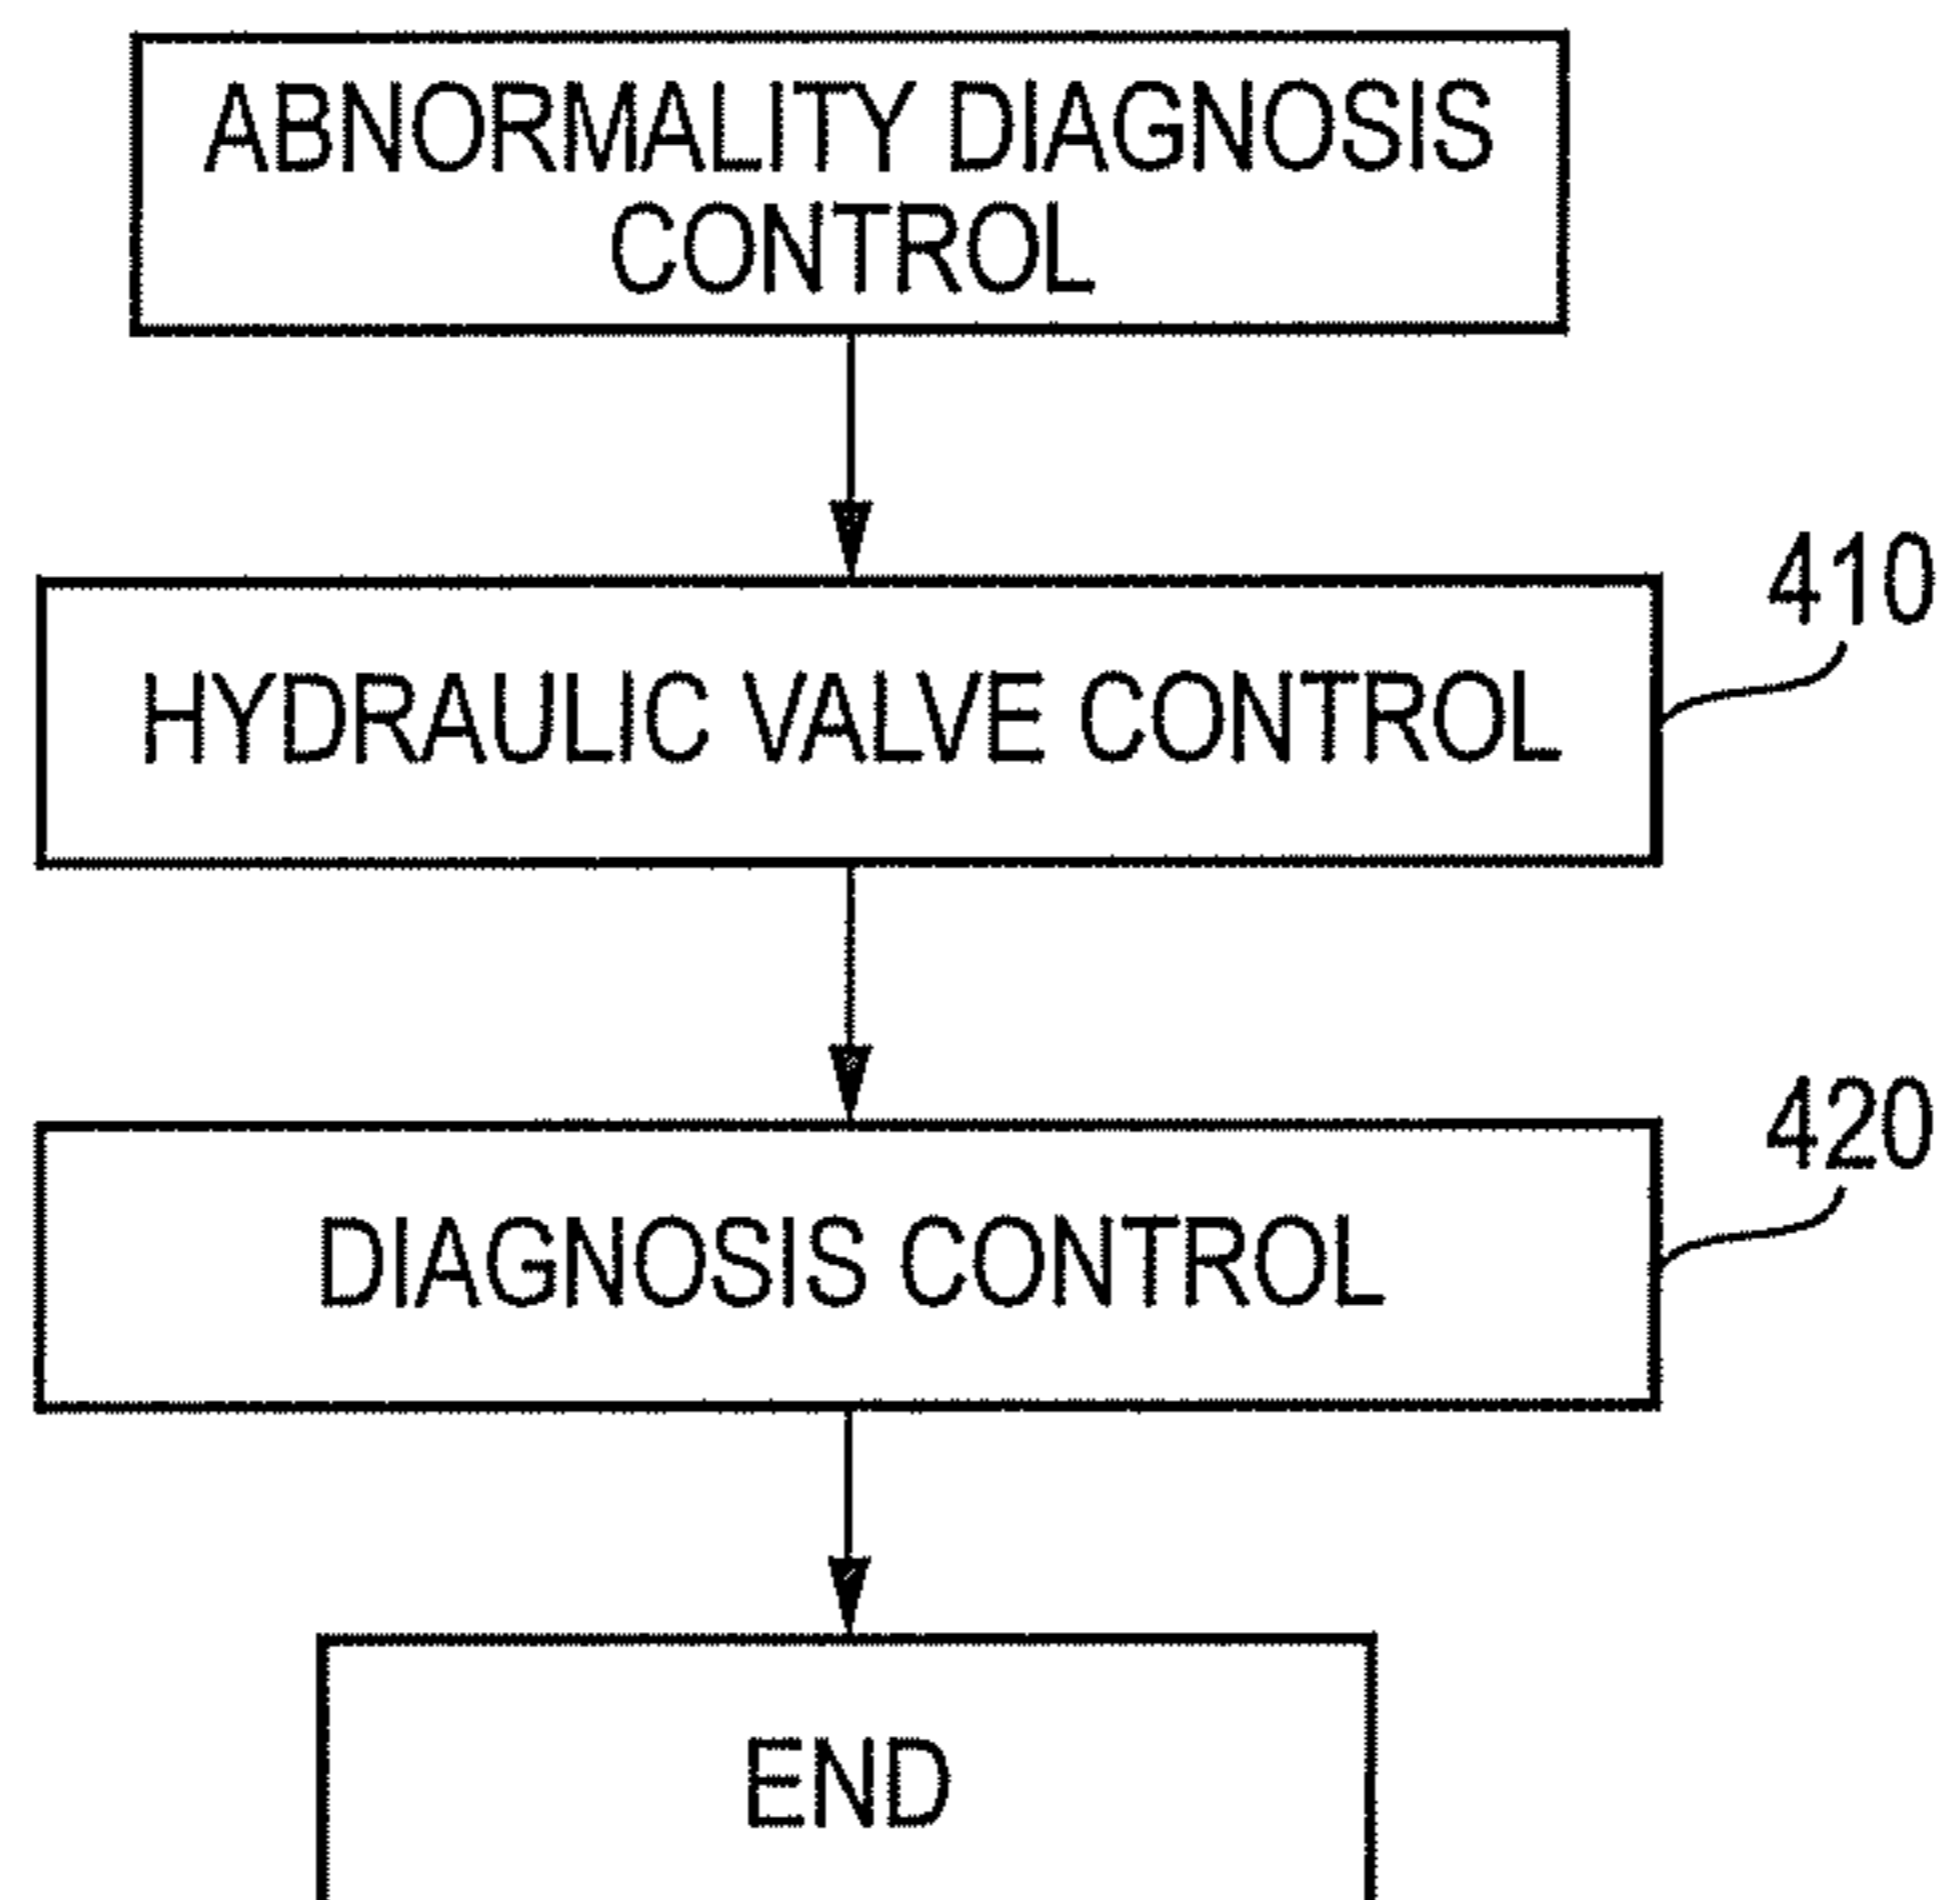 ABNORMALITY DIAGNOSIS
CONTROL
410
HYDRAULIC VALVE CONTROL
420
DIAGNOSIS CONTROL
END